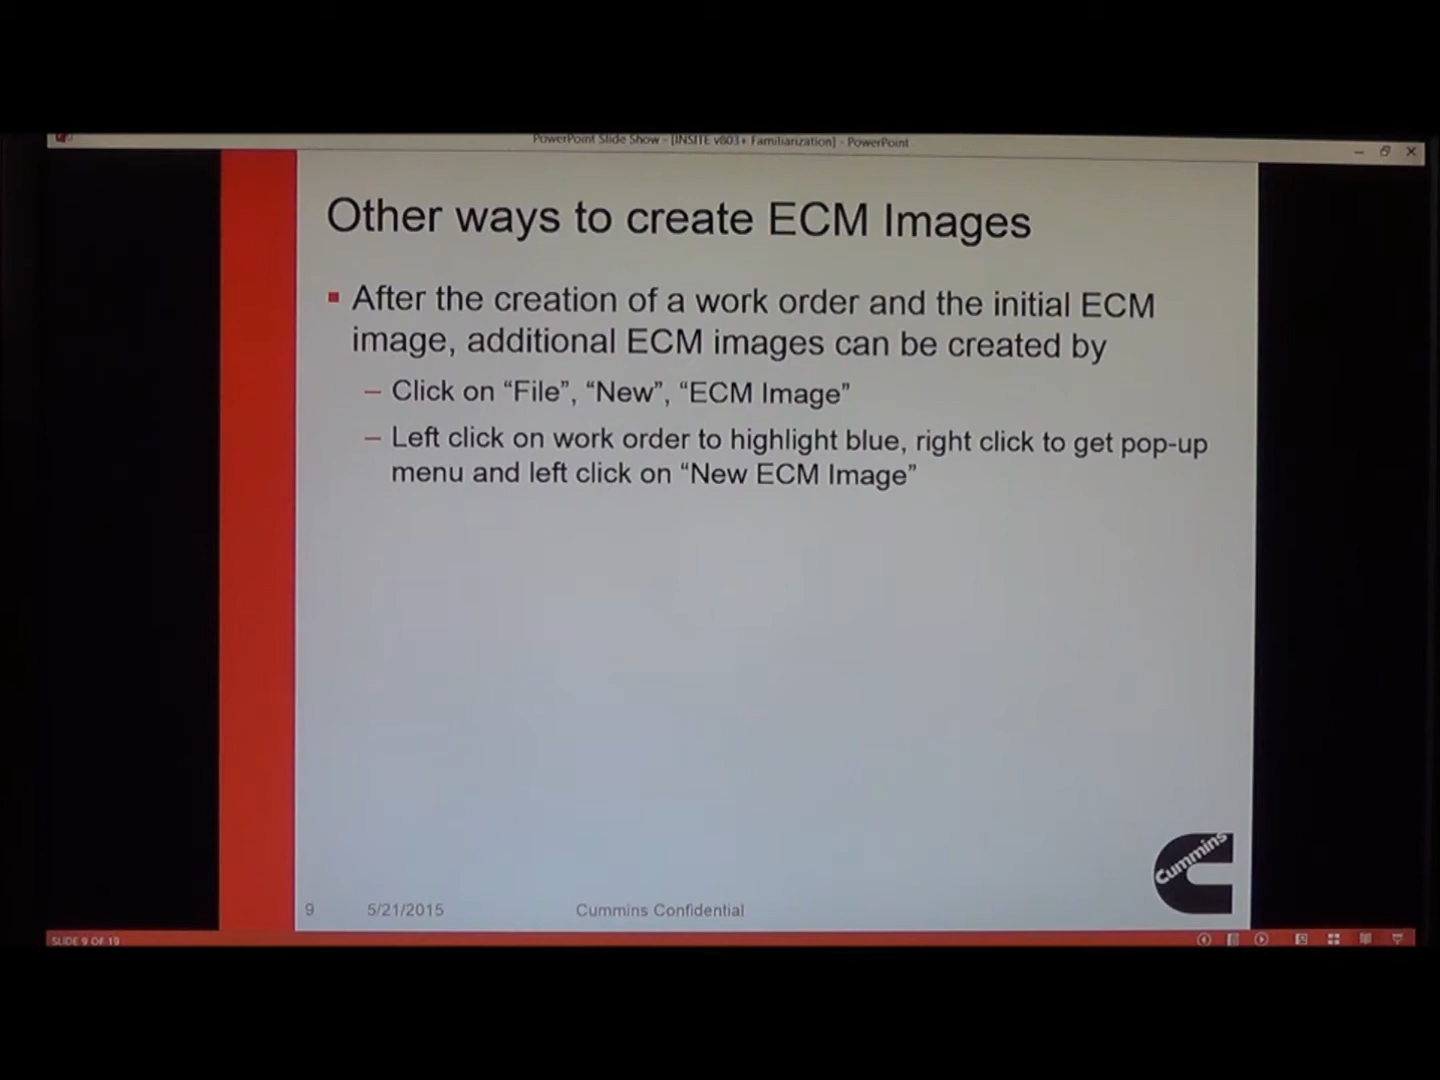 PowerPoint Slide Show - [INSITE v803+ Familiarization] - PowerPoint
Other ways to create ECM Images
After the creation of a work order and the initial ECM
image, additional ECM images can be created by
– Click on “File”, “New”, “ECM Image”
– Left click on work order to highlight blue, right click to get pop-up
menu and left click on “New ECM Image”
Cummins
9 5/21/2015 Cummins Confidential
SLIDE 9 OF 19